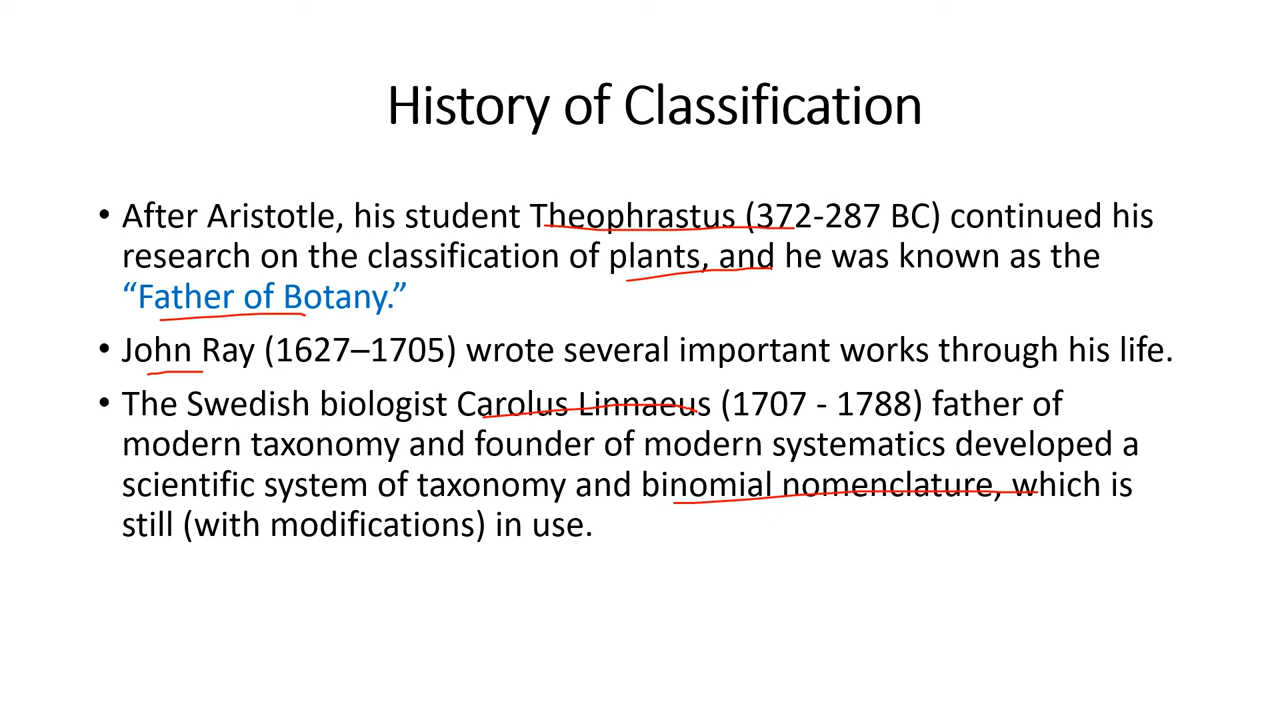 History of Classification
• After Aristotle, his student Theophrastus (372-287 BC) continued his
research on the classification of plants, and he was known as the
“Father of Botany.”
• John Ray (1627–1705) wrote several important works through his life.
• The Swedish biologist Carolus Linnaeus (1707 - 1788) father of
modern taxonomy and founder of modern systematics developed a
scientific system of taxonomy and binomial nomenclature, which is
still (with modifications) in use.